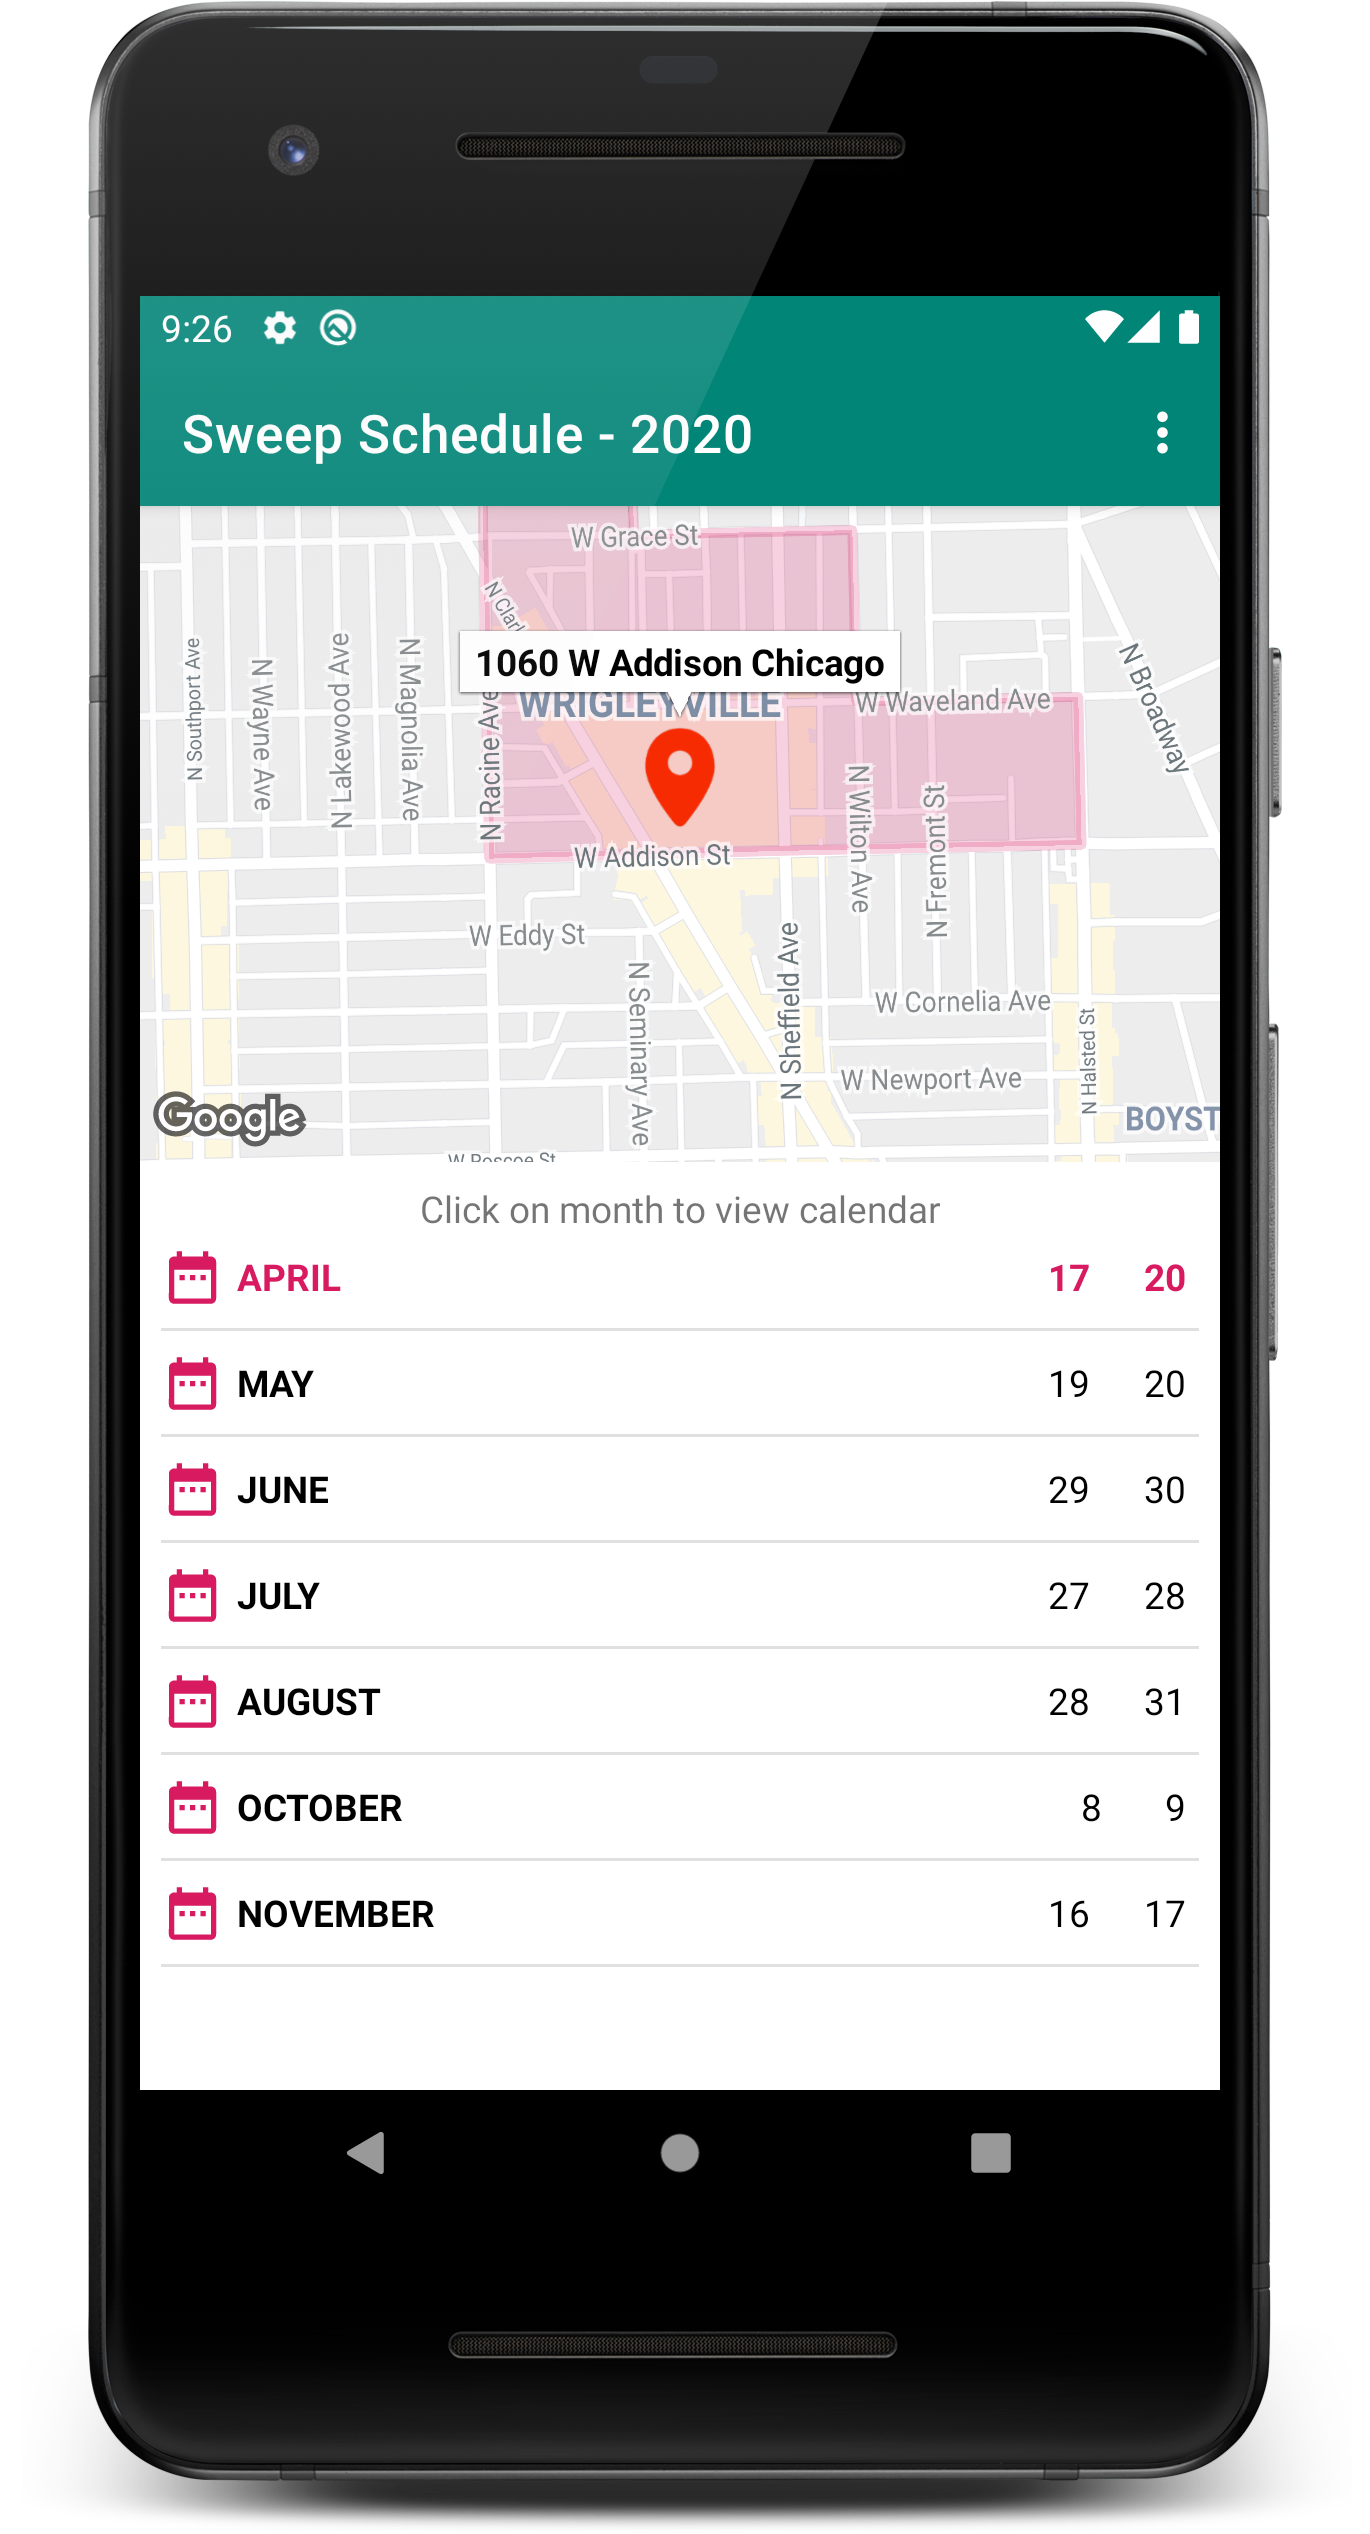 9:26
Sweep Schedule - 2020
W Grace St
N Clark
1060 W Addison Chicago
WRIGLEYVILLE
W Waveland Ave
N Broadway
N Southport Ave
N Wayne Ave
N Lakewood Ave
N Magnolia Ave
N Racine Ave
N Wilton Ave
N Fremont St
W Addison St
W Eddy St
N Seminary Ave
N Sheffield Ave
W Cornelia Ave
N Halsted St
W Newport Ave
BOYST
Google
W Roscoe St
Click on month to view calendar
APRIL 17 20
MAY 19 20
JUNE 29 30
JULY 27 28
AUGUST 28 31
OCTOBER 8 9
NOVEMBER 16 17